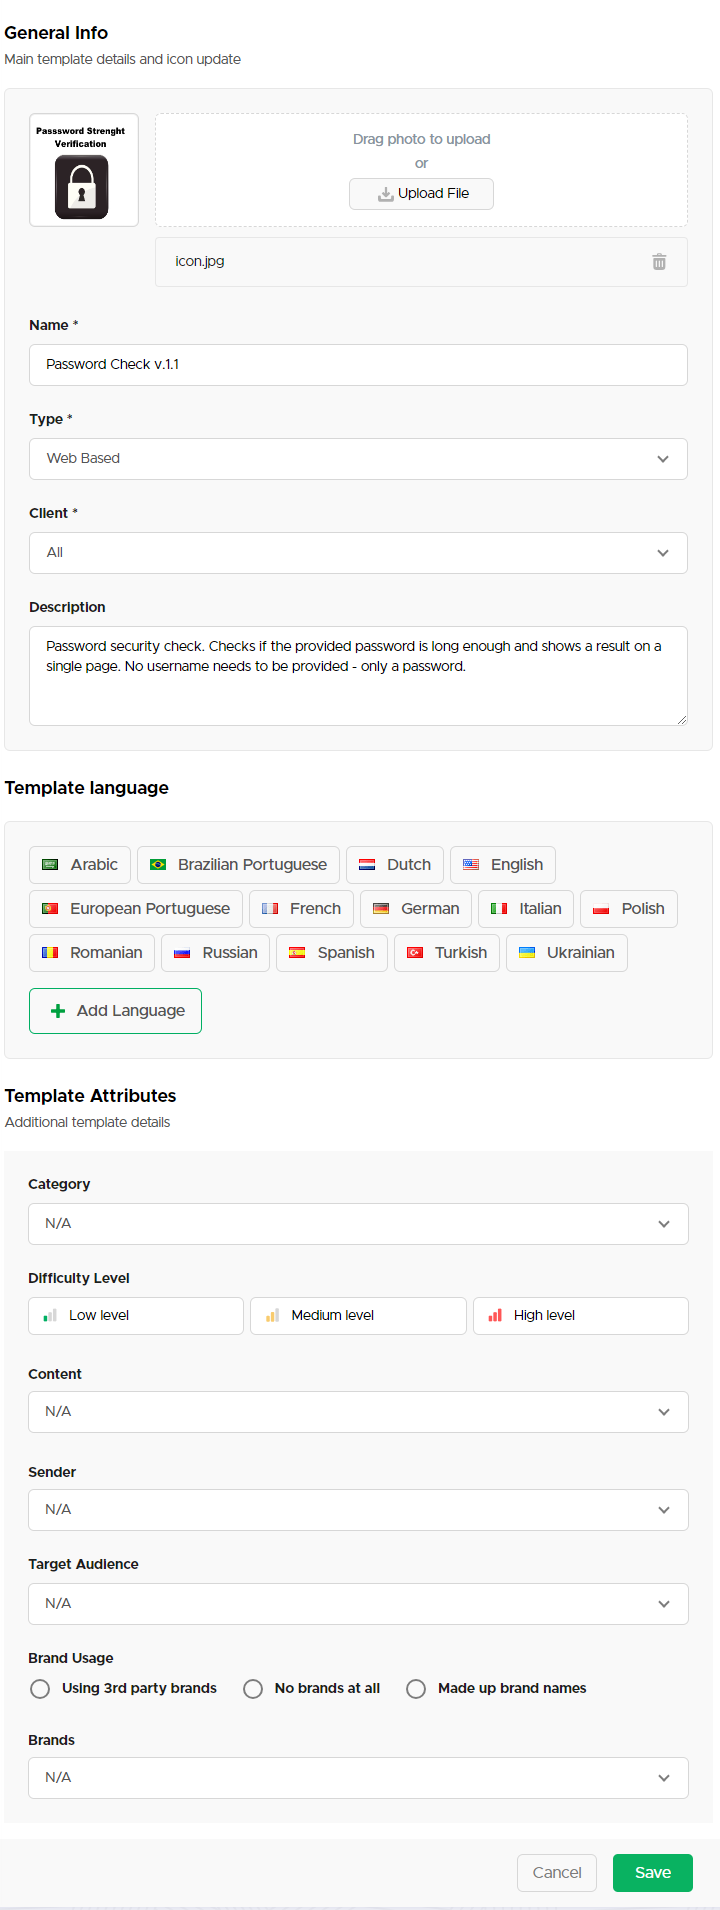 General Info
Main template details and icon update
Passsword Strenght
Verification
Drag photo to upload
or
Upload File
icon.jpg
Name *
Password Check v.1.1
Type *
Web Based
Client *
All
Description
Password security check. Checks if the provided password is long enough and shows a result on a
single page. No username needs to be provided - only a password.
Template language
Arabic Brazilian Portuguese Dutch English
European Portuguese French German Italian Polish
Romanian Russian Spanish Turkish Ukrainian
Add Language
Template Attributes
Additional template details
Category
N/A
Difficulty Level
Low level Medium level High level
Content
N/A
Sender
N/A
Target Audience
N/A
Brand Usage
Using 3rd party brands No brands at all Made up brand names
Brands
N/A
Cancel Save